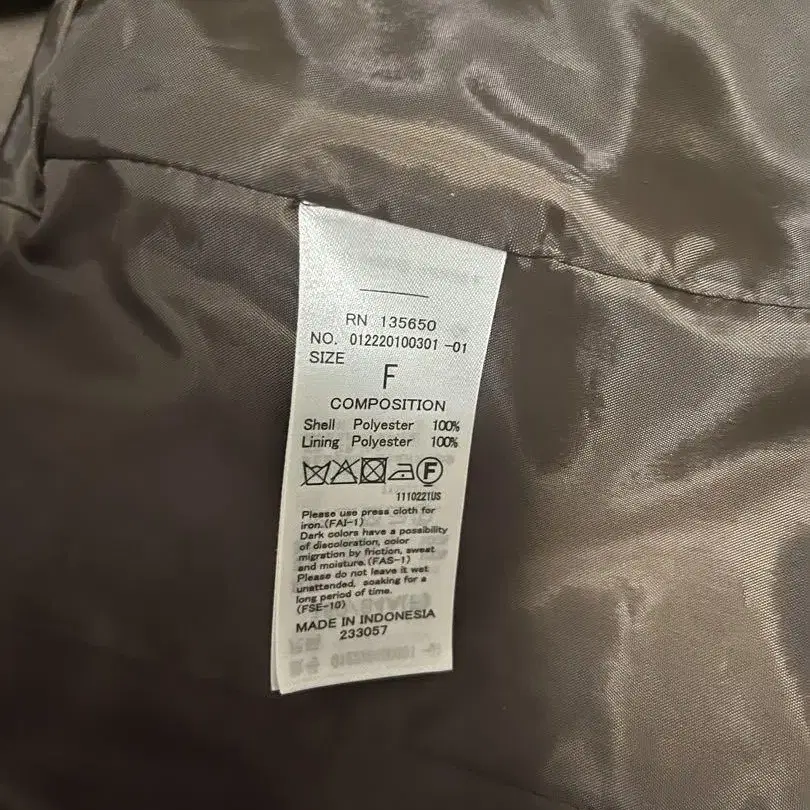 RN 135650
NO. 012220100301 -01
SIZE
F
COMPOSITION
Shell Polyester 100%
Lining Polyester 100%
F
1110221US
Please use press cloth for
iron.(FAI-1)
Dark colors have a possibility
of discoloration, color
migration by friction, sweat
and moisture.(FAS-1)
Please do not leave it wet
unattended, soaking for a
long period of time.
(FSE-10)
MADE IN INDONESIA
233057